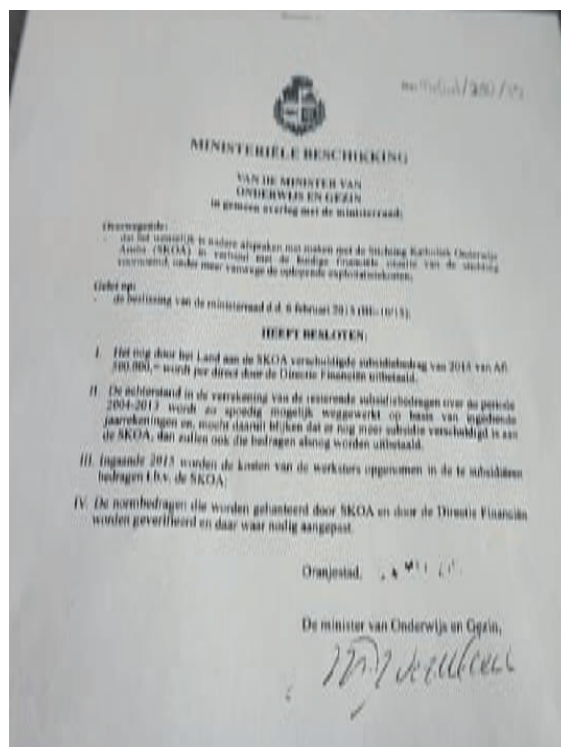 MINISTERIËLE BESCHIKKING
VAN DE MINISTER VAN
ONDERWIJS EN GEZIN
in gemeen overleg met de ministerraad;
Overwegende:
- dat het wenselijk is nadere afspraken met maken met de Stichting Katholiek Onderwijs
Aruba (SKOA) in verband met de huidige financiële situatie van de stichting
voornoemd, onder meer vanwege de oplopende exploitatiekosten;
Gelet op:
- de beslissing van de ministerraad d.d. 6 februari 2015
HEEFT BESLOTEN:
I. Het nog door het Land aan de SKOA verschuldigde subsidiebedrag van 2014 van Afl.
500.000,= wordt per direct door de Directie Financiën uitbetaald.
II. De achterstand in de verrekening van de resterende subsidiebedragen over de periode
2004-2013 wordt zo spoedig mogelijk weggewerkt op basis van ingediende
jaarrekeningen en, mocht daaruit blijken dat er nog meer subsidie verschuldigd is aan
de SKOA, dan zullen ook die bedragen alsnog worden uitbetaald.
III. Ingaande 2015 worden de kosten van de werksters opgenomen in de te subsidiëren
bedragen t.b.v. de SKOA;
IV. De normbedragen die worden gehanteerd door SKOA en door de Directie Financiën
worden geverifieerd en daar waar nodig aangepast.
Oranjestad,
De minister van Onderwijs en Gezin,